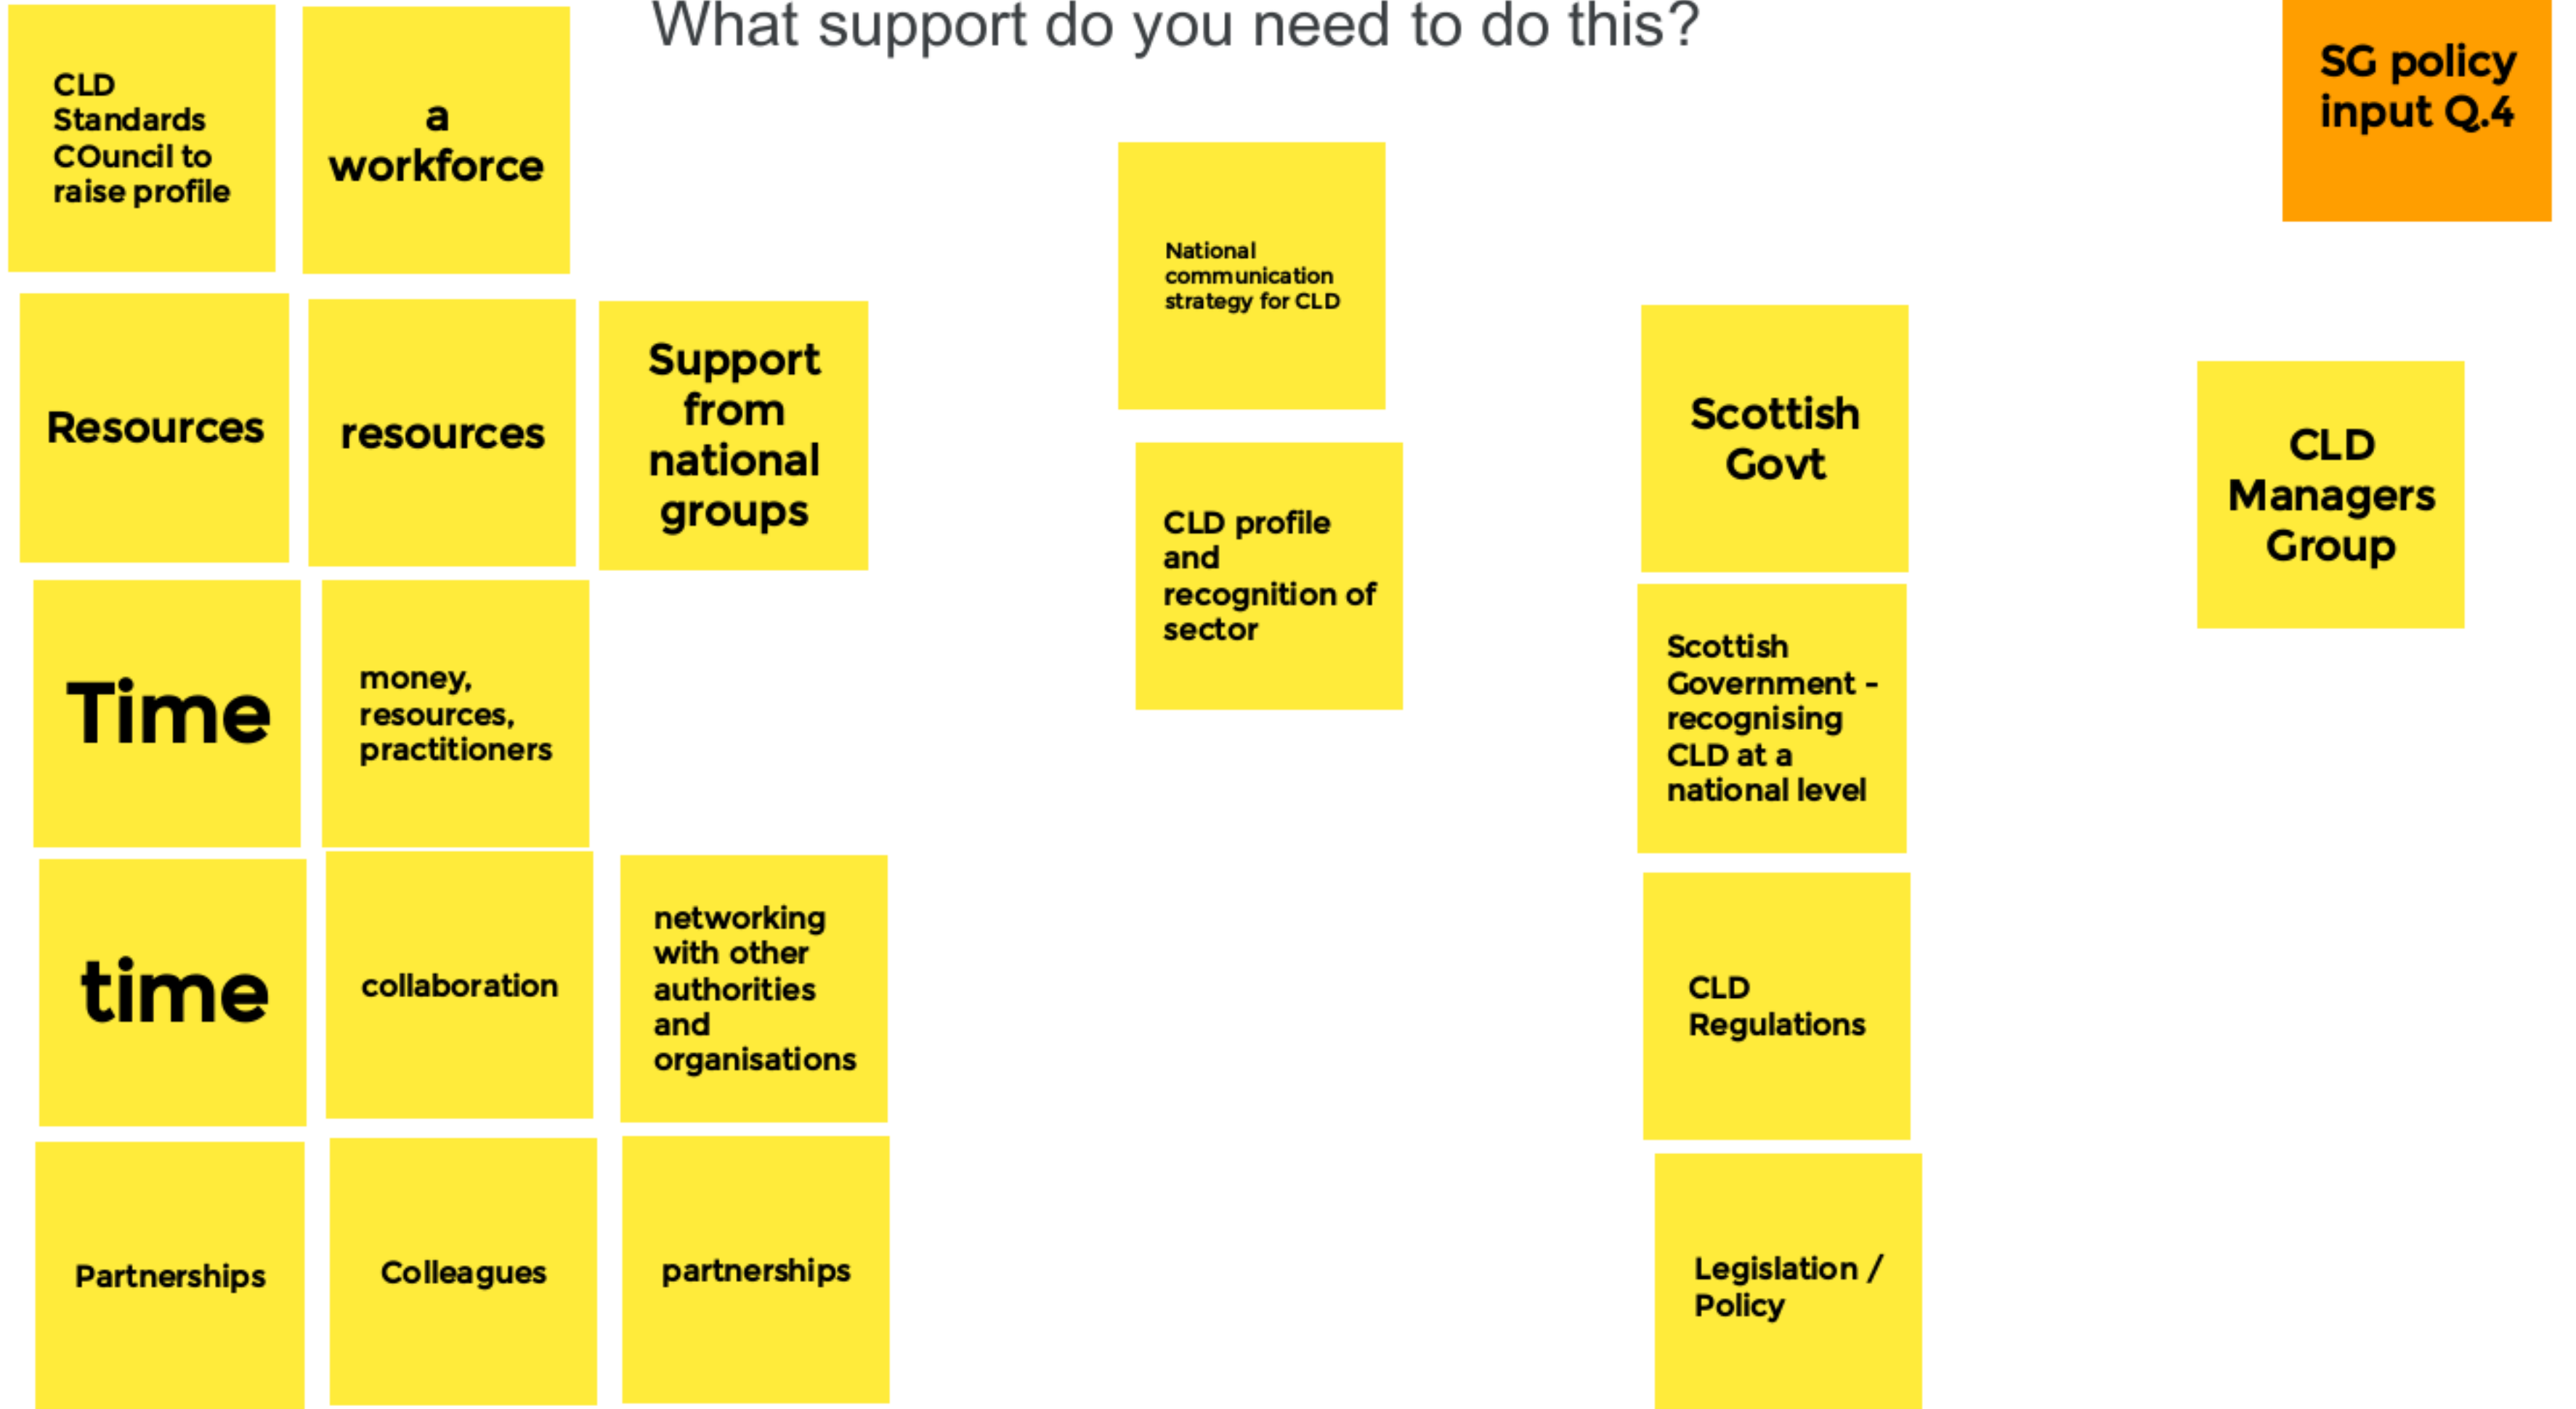 What support do you need to do this?
SG policy
input Q.4
CLD
Standards
COuncil to
raise profile
a
workforce
National
communication
strategy for CLD
Resources
resources
Support
from
national
groups
Scottish
Govt
CLD
Managers
Group
CLD profile
and
recognition of
sector
Time
money,
resources,
practitioners
Scottish
Government -
recognising
CLD at a
national level
time
collaboration
networking
with other
authorities
and
organisations
CLD
Regulations
Partnerships
Colleagues
partnerships
Legislation /
Policy